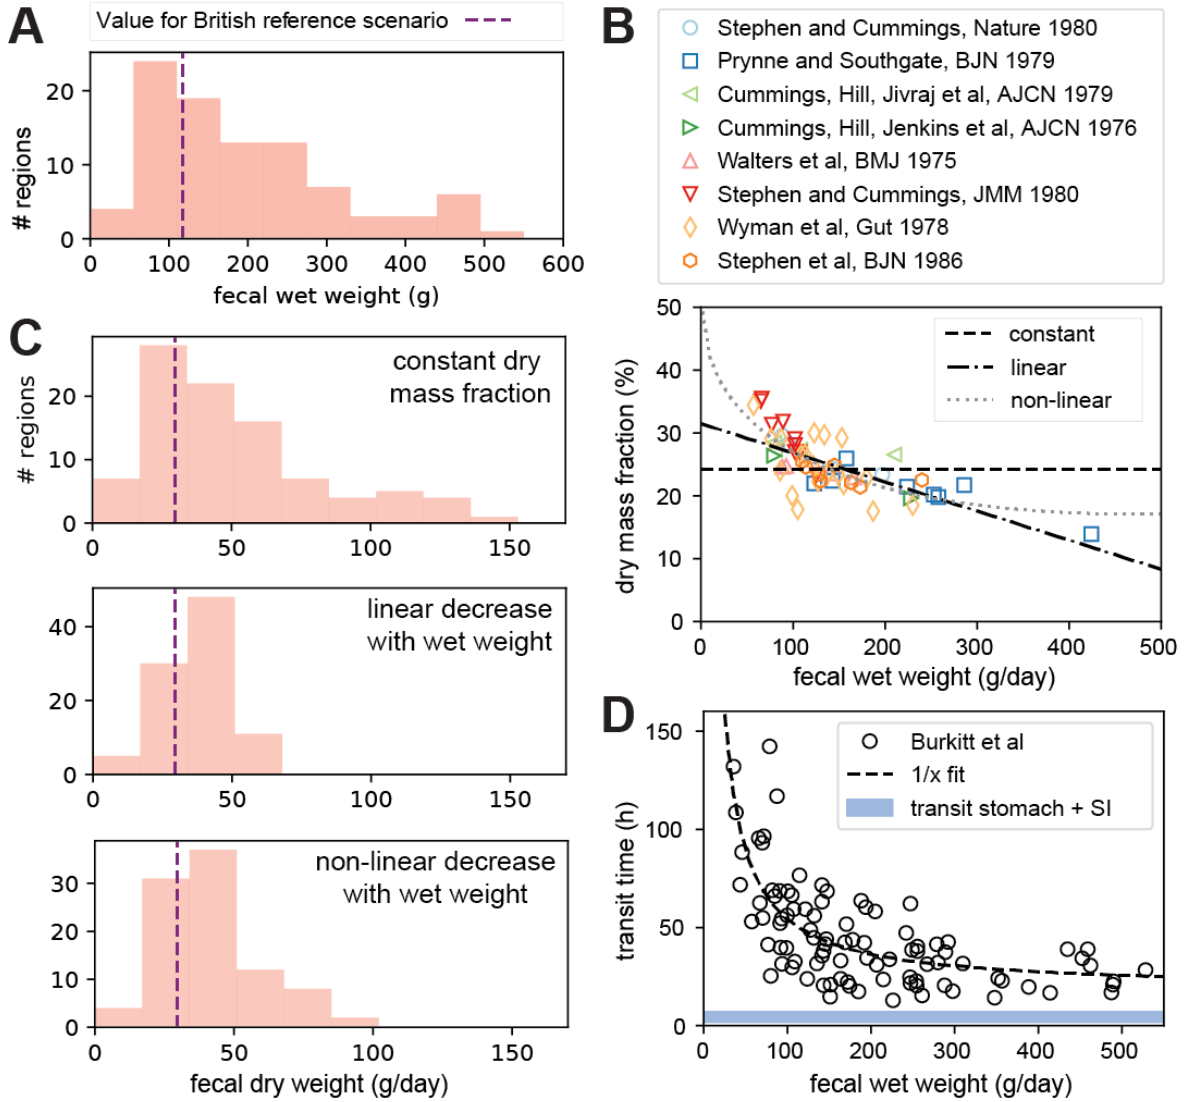 A
Value for British reference scenario
# regions
20
10
0
0 100 200 300 400 500 600
fecal wet weight (g)
B
Stephen and Cummings, Nature 1980
Prynne and Southgate, BJN 1979
Cummings, Hill, Jivraj et al, AJCN 1979
Cummings, Hill, Jenkins et al, AJCN 1976
Walters et al, BMJ 1975
Stephen and Cummings, JMM 1980
Wyman et al, Gut 1978
Stephen et al, BJN 1986
dry mass fraction (%)
50
40
30
20
10
0
constant
linear
non-linear
0 100 200 300 400 500
fecal wet weight (g/day)
C
# regions
20
10
0
constant dry
mass fraction
0 50 100 150
40
20
0
linear decrease
with wet weight
0 50 100 150
30
20
10
0
non-linear decrease
with wet weight
0 50 100 150
fecal dry weight (g/day)
D
transit time (h)
150
100
50
0
Burkitt et al
1/x fit
transit stomach + SI
0 100 200 300 400 500
fecal wet weight (g/day)